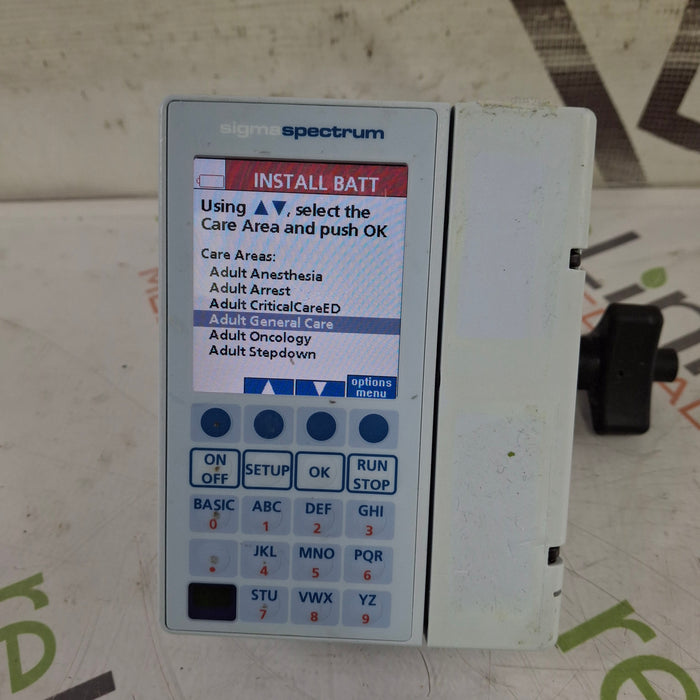 sigmaspectrum
INSTALL BATT
Using ▲▼, select the
Care Area and push OK
Care Areas:
Adult Anesthesia
Adult Arrest
Adult CriticalCareED
Adult General Care
Adult Oncology
Adult Stepdown
options
menu
ON
OFF
SETUP
OK
RUN
STOP
BASIC
0
ABC
1
DEF
2
GHI
3
.
JKL
4
MNO
5
PQR
6
STU
7
VWX
8
YZ
9